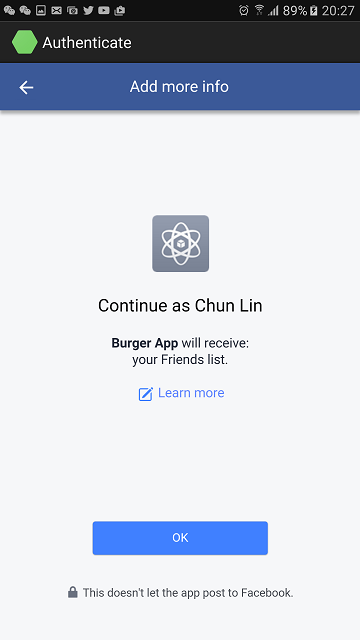 89% 20:27
Authenticate
Add more info
Continue as Chun Lin
Burger App will receive:
your Friends list.
Learn more
OK
This doesn't let the app post to Facebook.